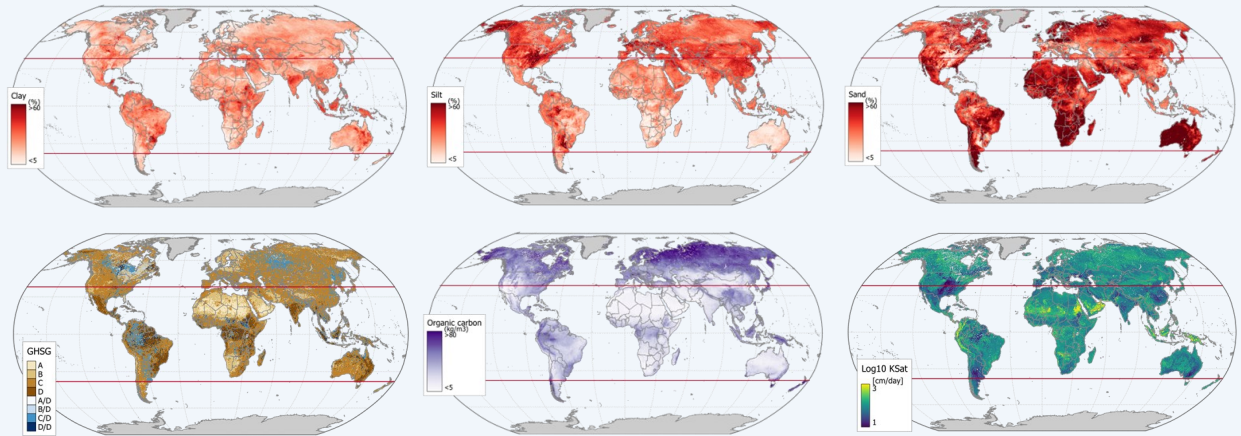 Clay
(%)
>60
<5
Silt
(%)
>60
<5
Sand
(%)
>60
<5
GHSG
A
B
C
D
A/D
B/D
C/D
D/D
Organic carbon
(kg/m3)
>80
<5
Log10 KSat
[cm/day]
3
1